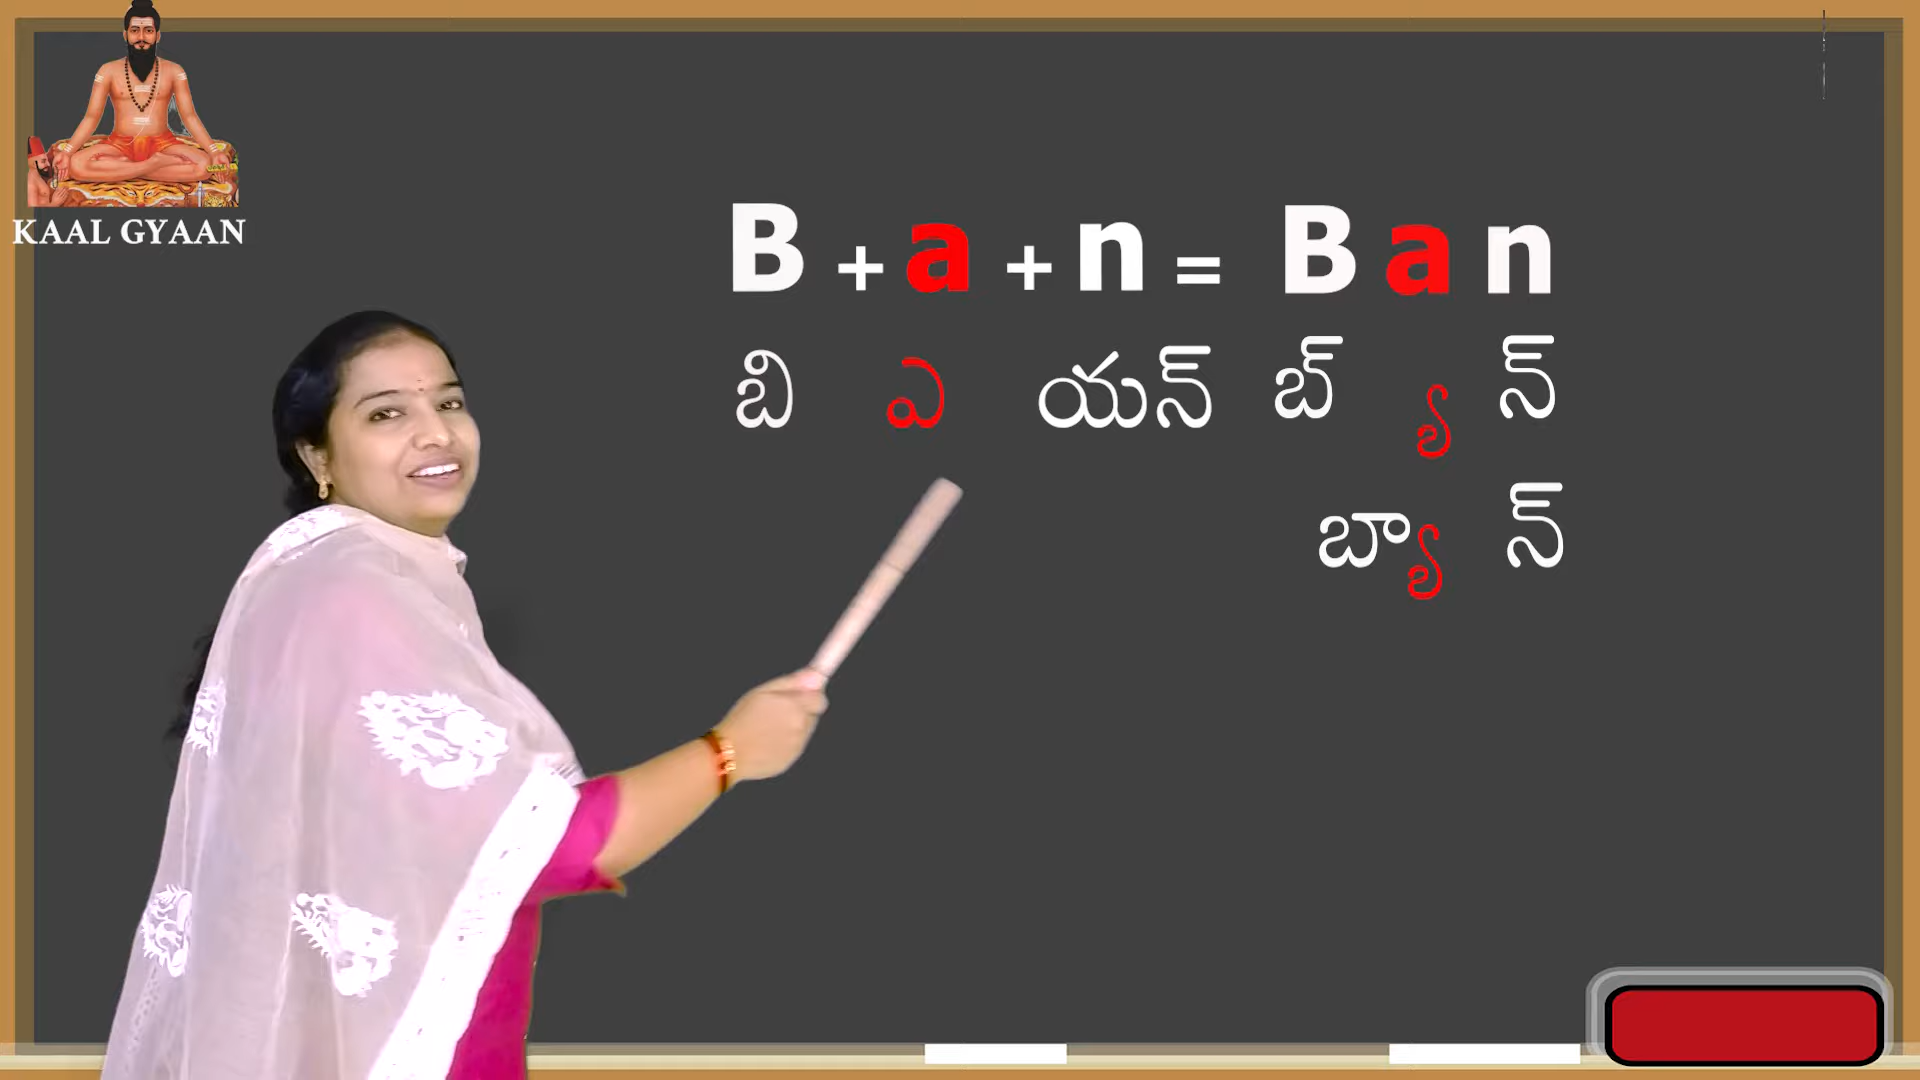 KAAL GYAAN
B + a + n = B a n
బి ఎ యన్ బ్ ్య న్
బ్యా న్